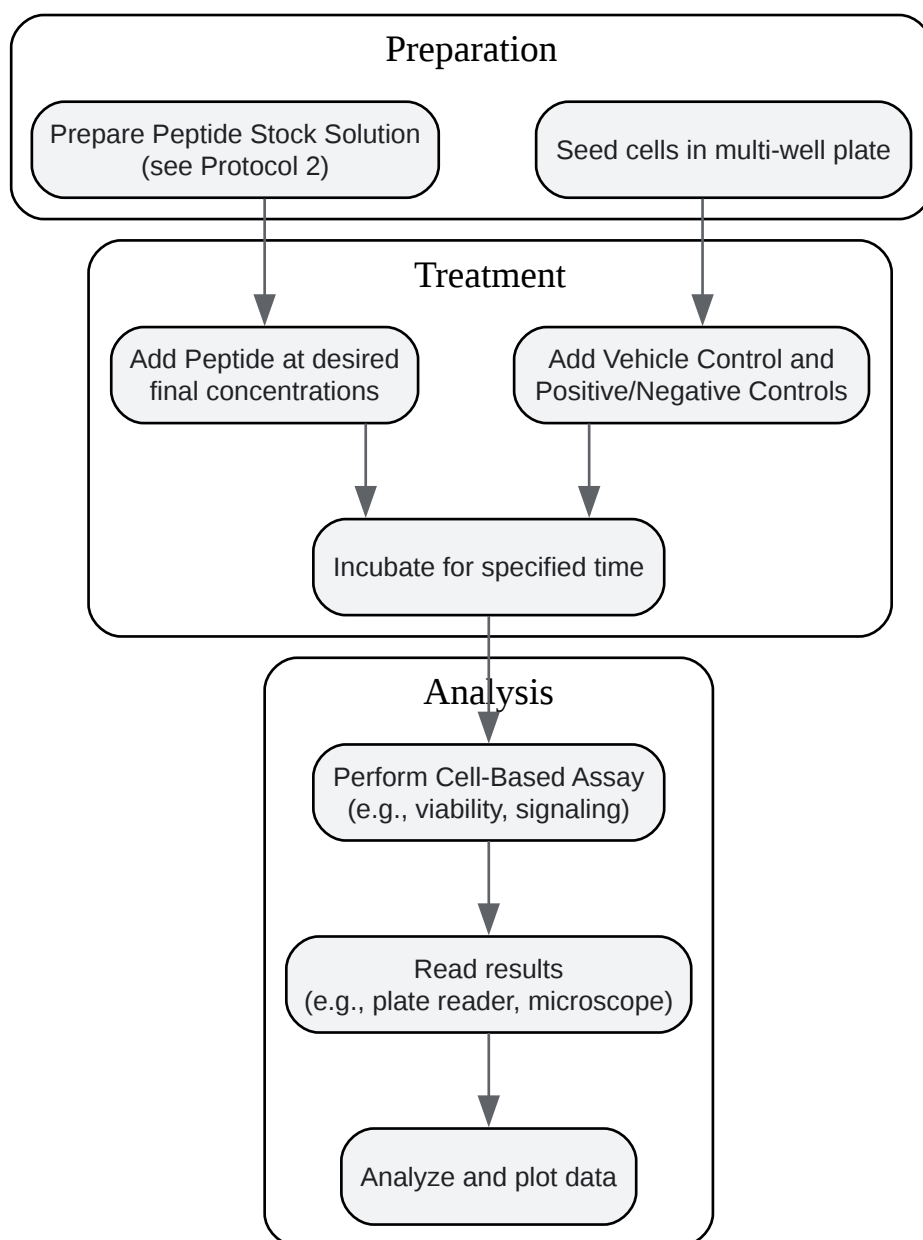 Preparation
Prepare Peptide Stock Solution
(see Protocol 2)
Seed cells in multi-well plate
Treatment
Add Peptide at desired
final concentrations
Add Vehicle Control and
Positive/Negative Controls
Incubate for specified time
Analysis
Perform Cell-Based Assay
(e.g., viability, signaling)
Read results
(e.g., plate reader, microscope)
Analyze and plot data